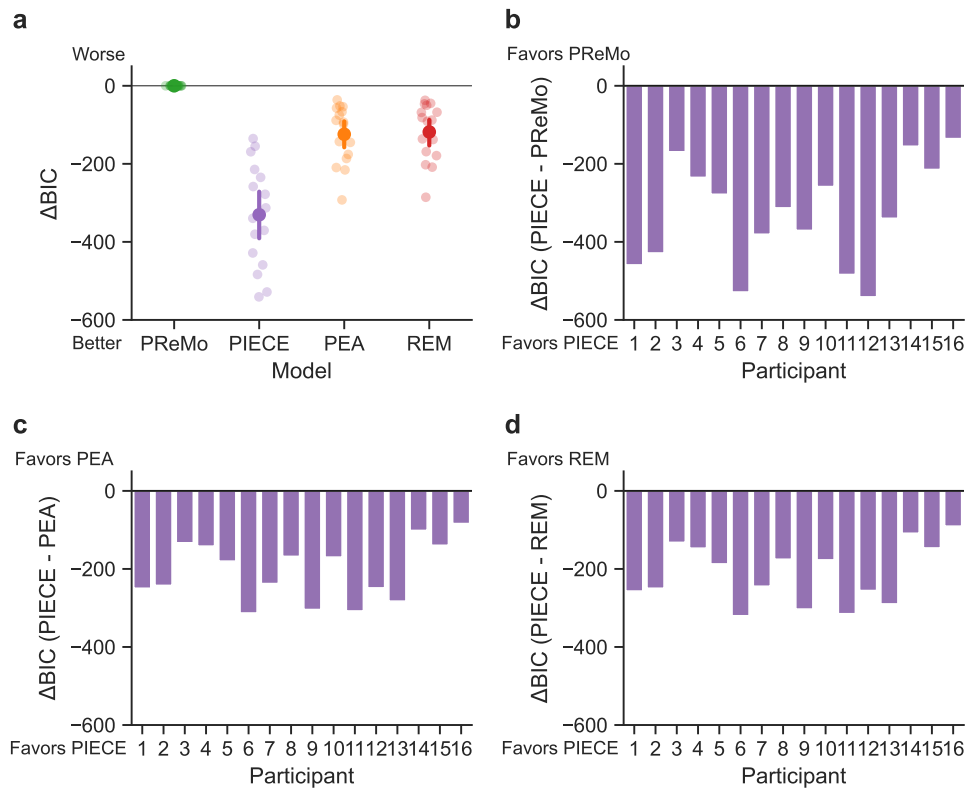 a
Worse
0
−200
−400
−600
Better
ΔBIC
PReMo PIECE PEA REM
Model
b
Favors PReMo
0
−200
−400
−600
Favors PIECE
ΔBIC (PIECE - PReMo)
1 2 3 4 5 6 7 8 9 10 11 12 13 14 15 16
Participant
c
Favors PEA
0
−200
−400
−600
Favors PIECE
ΔBIC (PIECE - PEA)
1 2 3 4 5 6 7 8 9 10 11 12 13 14 15 16
Participant
d
Favors REM
0
−200
−400
−600
Favors PIECE
ΔBIC (PIECE - REM)
1 2 3 4 5 6 7 8 9 10 11 12 13 14 15 16
Participant